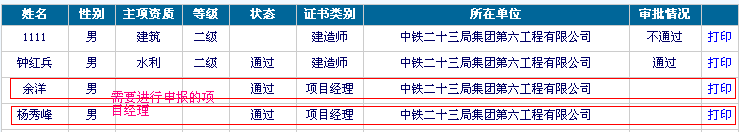 姓名 性别 主项资质 等级 状态 证书类别 所在单位 审批情况
1111 男 建筑 二级 建造师 中铁二十三局集团第六工程有限公司 不通过 打印
钟红兵 男 水利 二级 通过 建造师 中铁二十三局集团第六工程有限公司 通过 打印
余洋 男 通过 项目经理 中铁二十三局集团第六工程有限公司 打印
需要进行申报的项
目经理
杨秀峰 男 通过 项目经理 中铁二十三局集团第六工程有限公司 打印